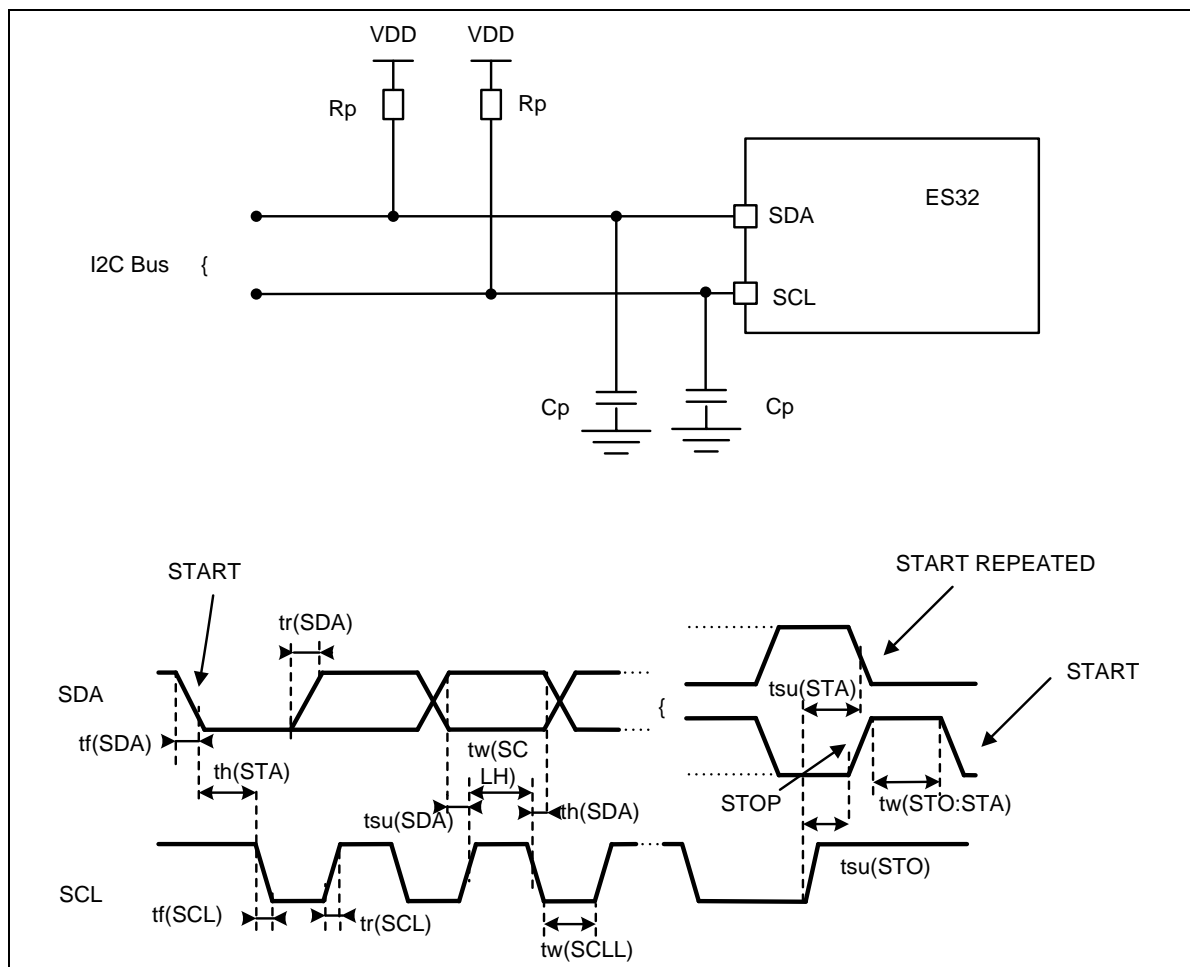 VDD VDD
Rp Rp
ES32
SDA
I2C Bus {
SCL
Cp Cp
START
START REPEATED
tr(SDA)
START
SDA
tsu(STA)
{
tf(SDA)
th(STA)
tw(SC
LH)
STOP
tw(STO:STA)
tsu(SDA)
th(SDA)
tsu(STO)
SCL
tf(SCL)
tr(SCL)
tw(SCLL)